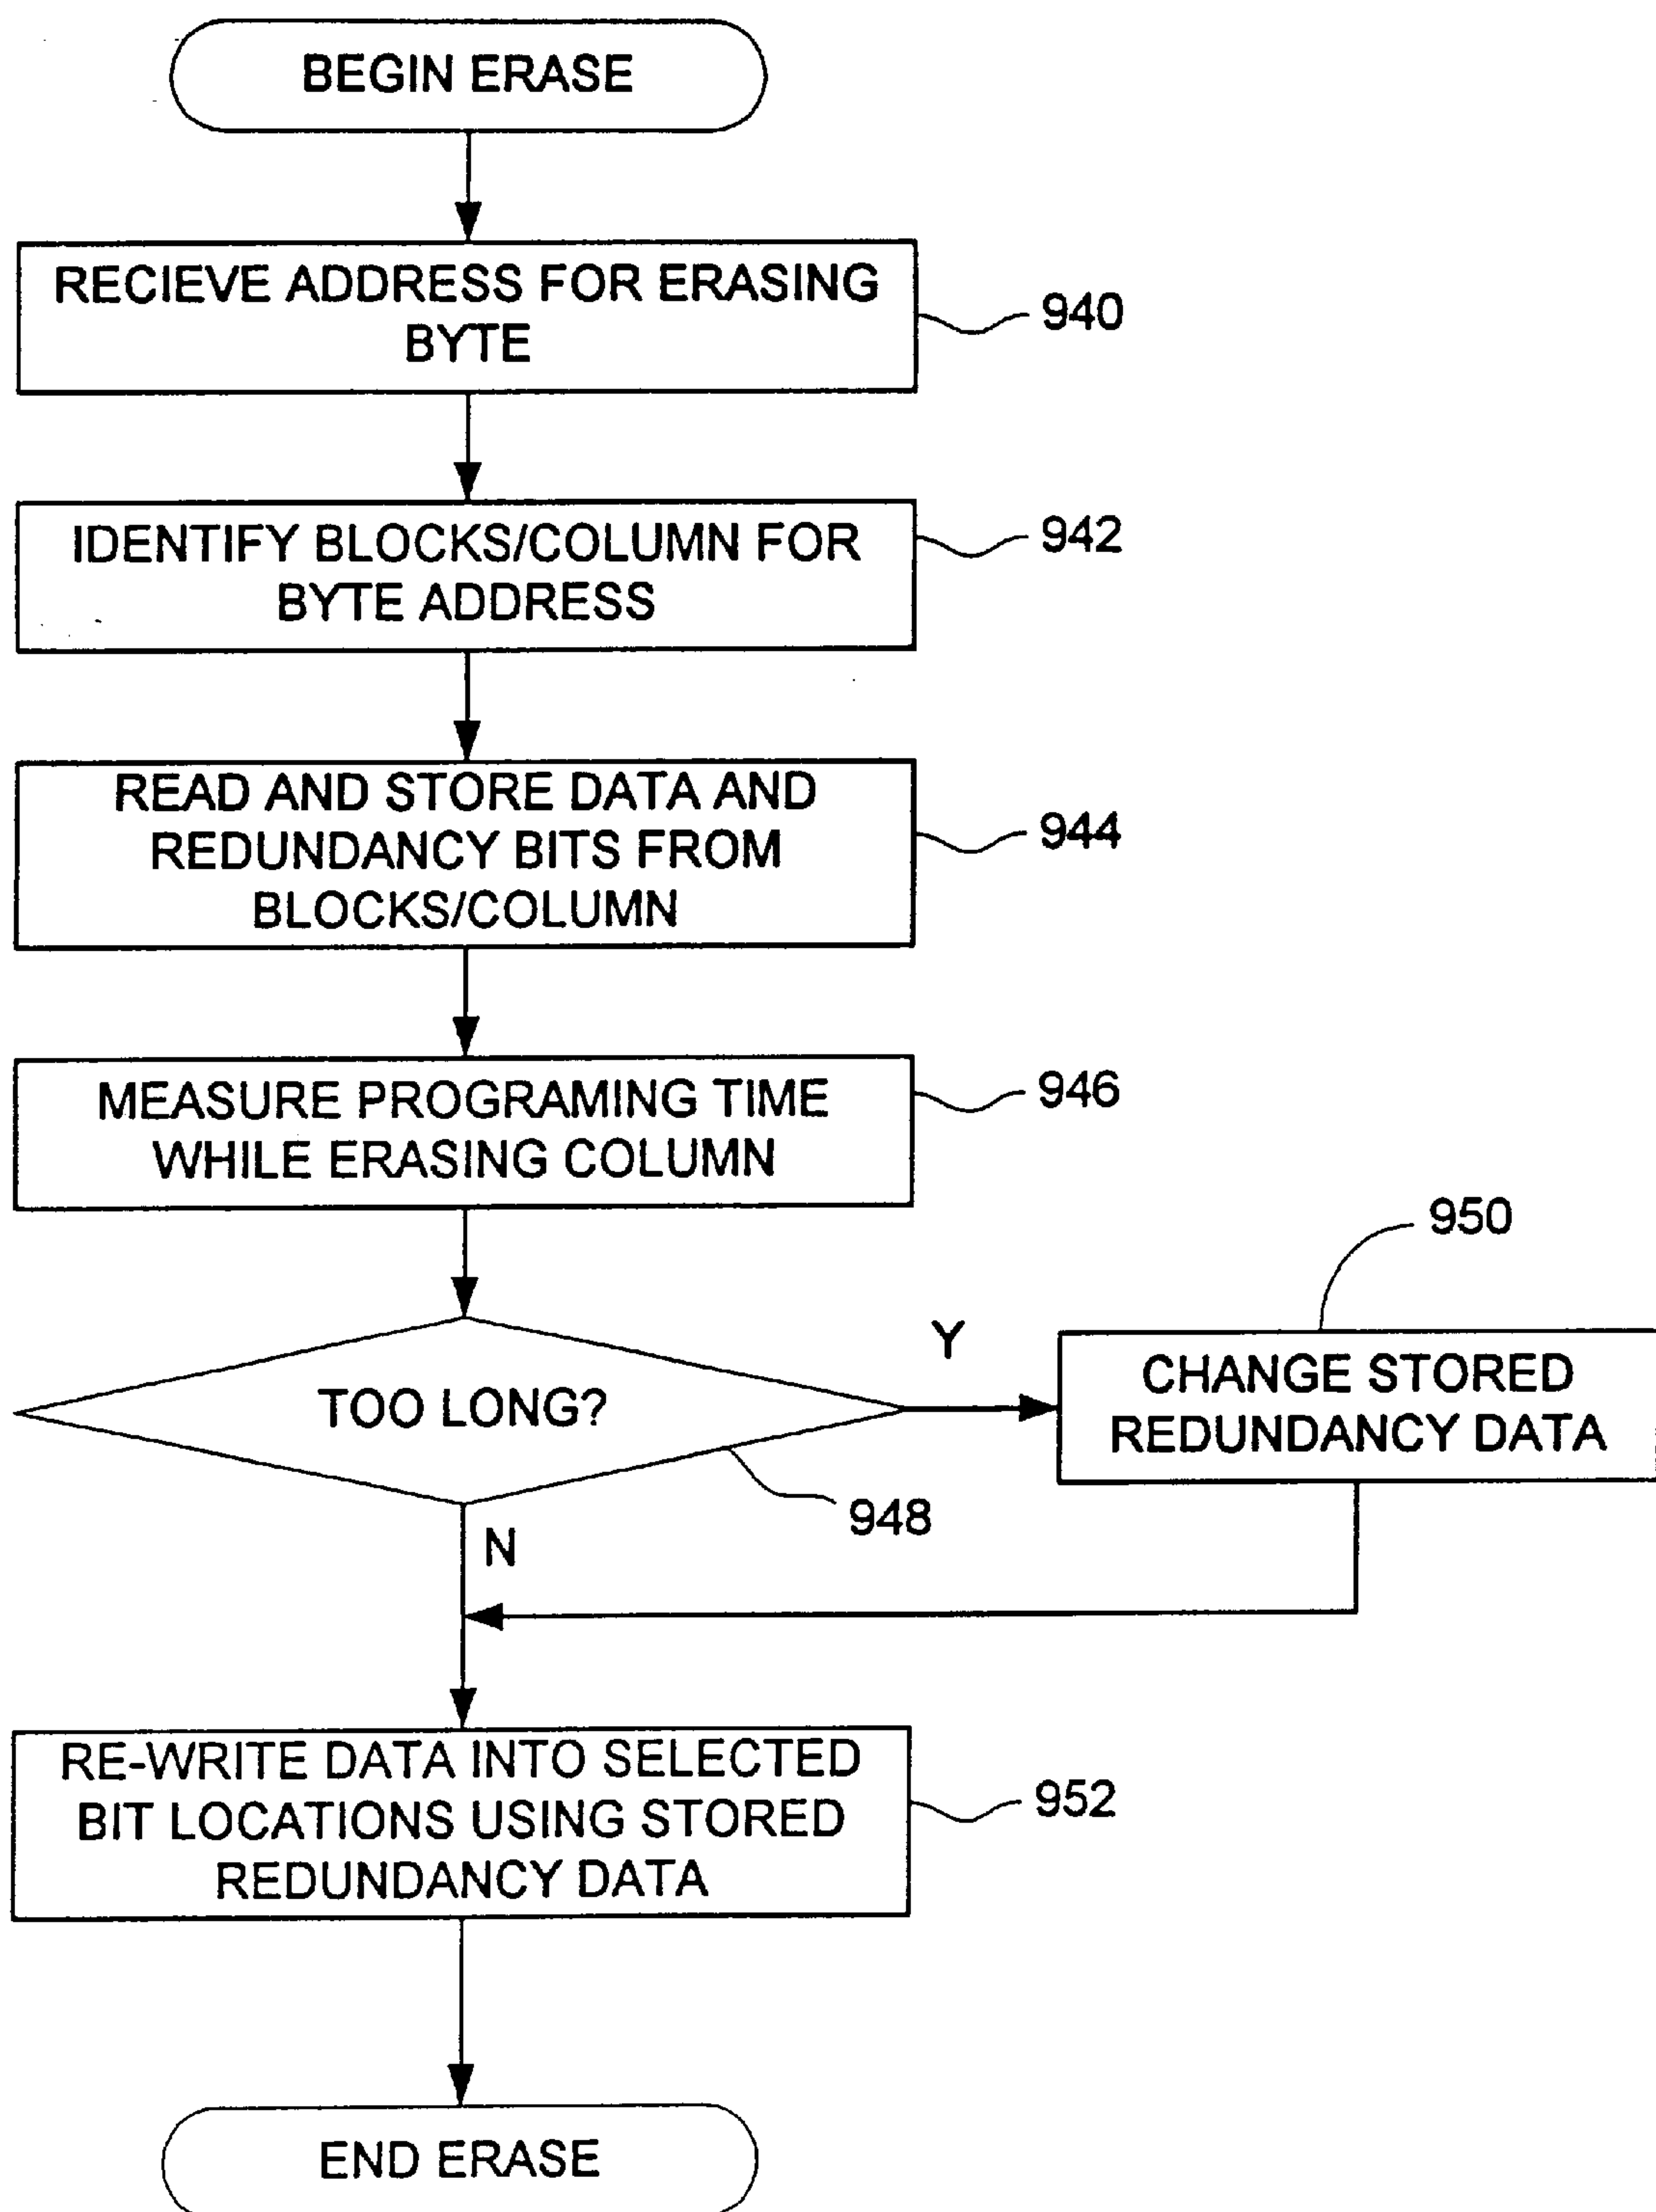 BEGIN ERASE
RECIEVE ADDRESS FOR ERASING
BYTE
940
IDENTIFY BLOCKS/COLUMN FOR
BYTE ADDRESS
942
READ AND STORE DATA AND
REDUNDANCY BITS FROM
BLOCKS/COLUMN
944
MEASURE PROGRAMING TIME
WHILE ERASING COLUMN
946
TOO LONG?
948
Y
950
CHANGE STORED
REDUNDANCY DATA
N
RE-WRITE DATA INTO SELECTED
BIT LOCATIONS USING STORED
REDUNDANCY DATA
952
END ERASE